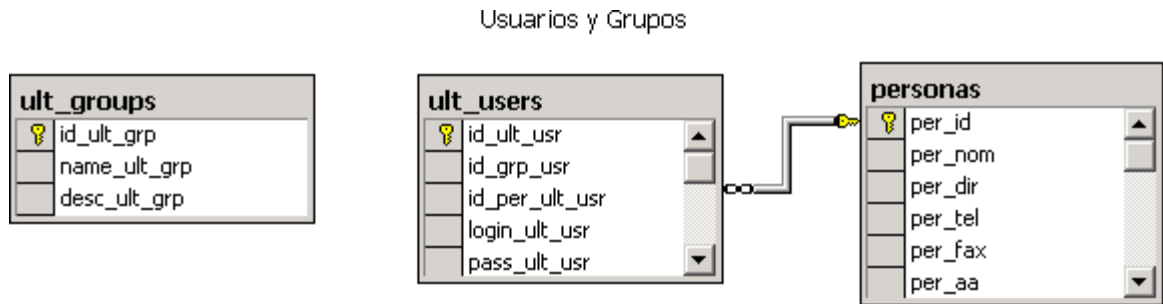 Usuarios y Grupos
ult_groups
id_ult_grp
name_ult_grp
desc_ult_grp
ult_users
id_ult_usr
id_grp_usr
id_per_ult_usr
login_ult_usr
pass_ult_usr
personas
per_id
per_nom
per_dir
per_tel
per_fax
per_aa